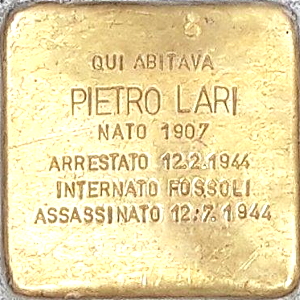 QUI ABITAVA
PIETRO LARI
NATO 1907
ARRESTATO 12.2.1944
INTERNATO FOSSOLI
ASSASSINATO 12.7.1944